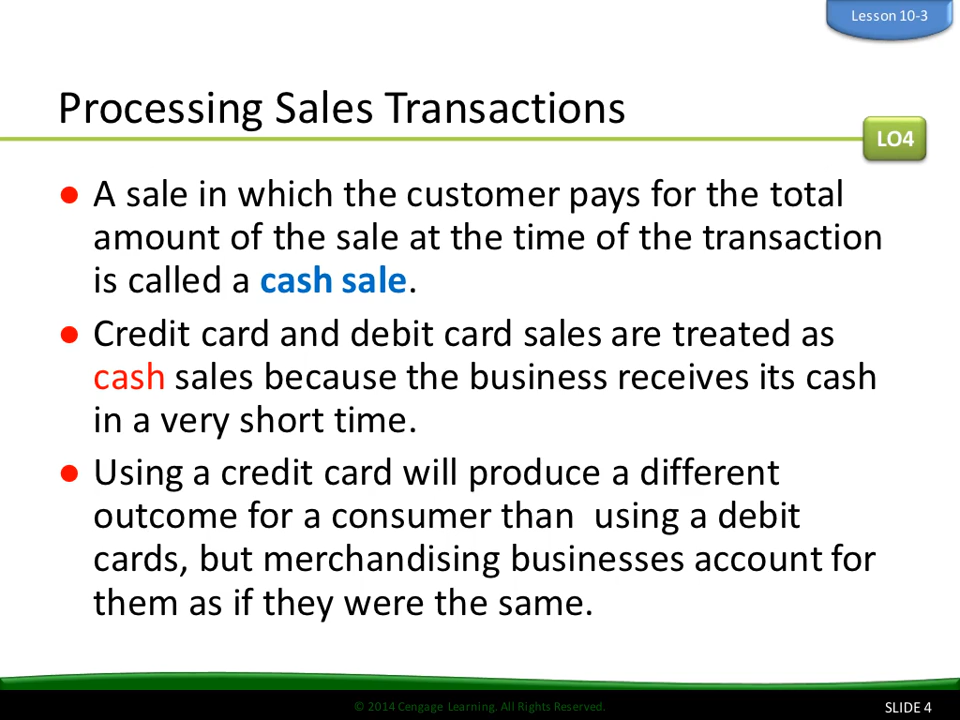 Lesson 10-3
Processing Sales Transactions
LO4
● A sale in which the customer pays for the total
amount of the sale at the time of the transaction
is called a cash sale.
● Credit card and debit card sales are treated as
cash sales because the business receives its cash
in a very short time.
● Using a credit card will produce a different
outcome for a consumer than  using a debit
cards, but merchandising businesses account for
them as if they were the same.
© 2014 Cengage Learning. All Rights Reserved.
SLIDE 4